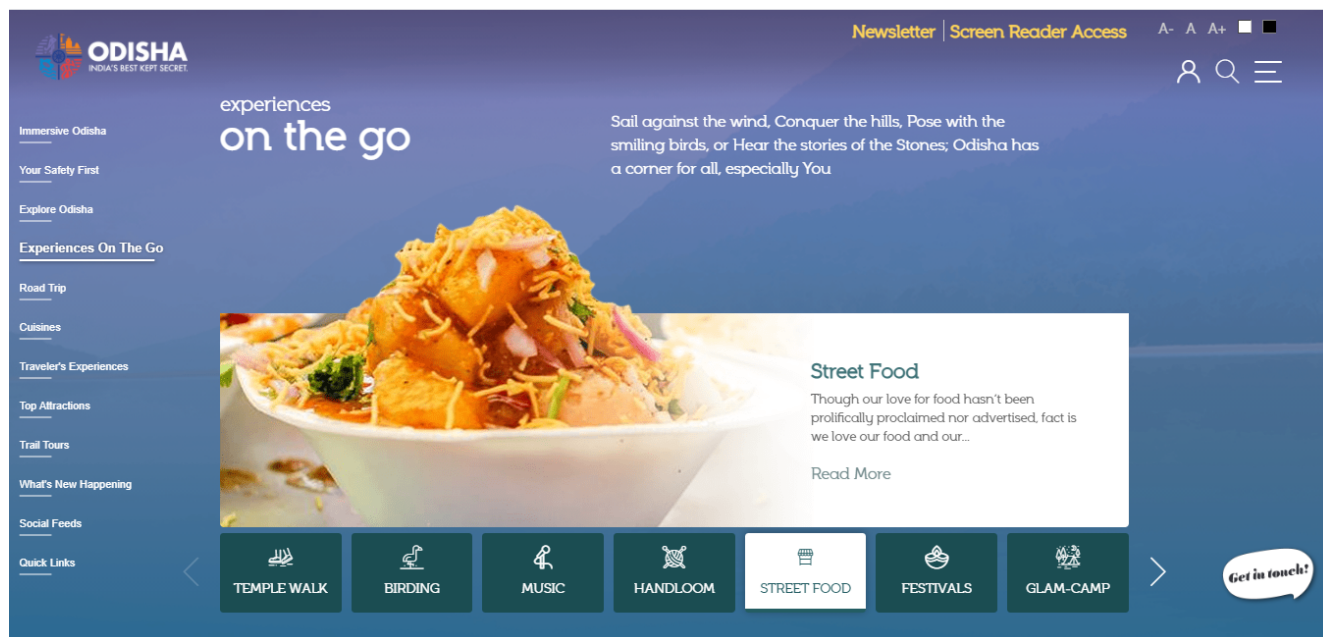 Newsletter | Screen Reader Access A- A A+
ODISHA
INDIA'S BEST KEPT SECRET.
experiences
on the go
Sail against the wind, Conquer the hills, Pose with the
smiling birds, or Hear the stories of the Stones; Odisha has
a corner for all, especially You
Immersive Odisha
Your Safety First
Explore Odisha
Experiences On The Go
Road Trip
Cuisines
Traveler's Experiences
Top Attractions
Trail Tours
What's New Happening
Social Feeds
Quick Links
Street Food
Though our love for food hasn't been
prolifically proclaimed nor advertised, fact is
we love our food and our...
Read More
TEMPLE WALK
BIRDING
MUSIC
HANDLOOM
STREET FOOD
FESTIVALS
GLAM-CAMP
Get in touch!